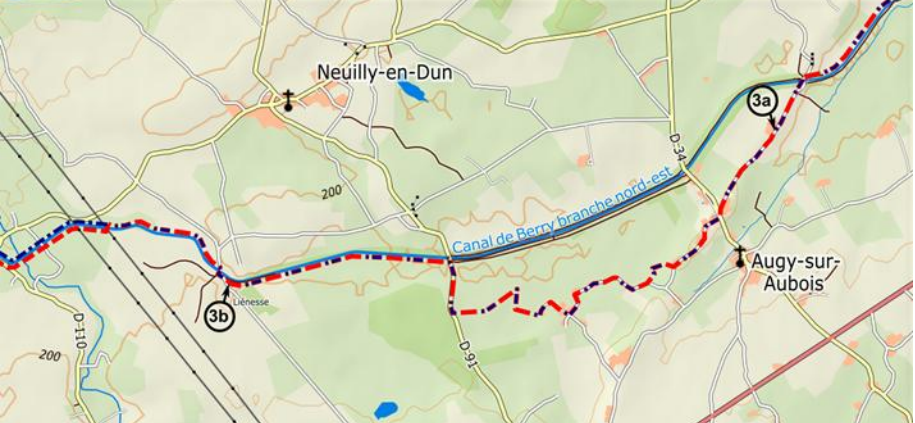 Neuilly-en-Dun
3a
D-34
200
Canal de Berry branche nord-est
Augy-sur-
Aubois
Liénesse
3b
D-110
200
D-91